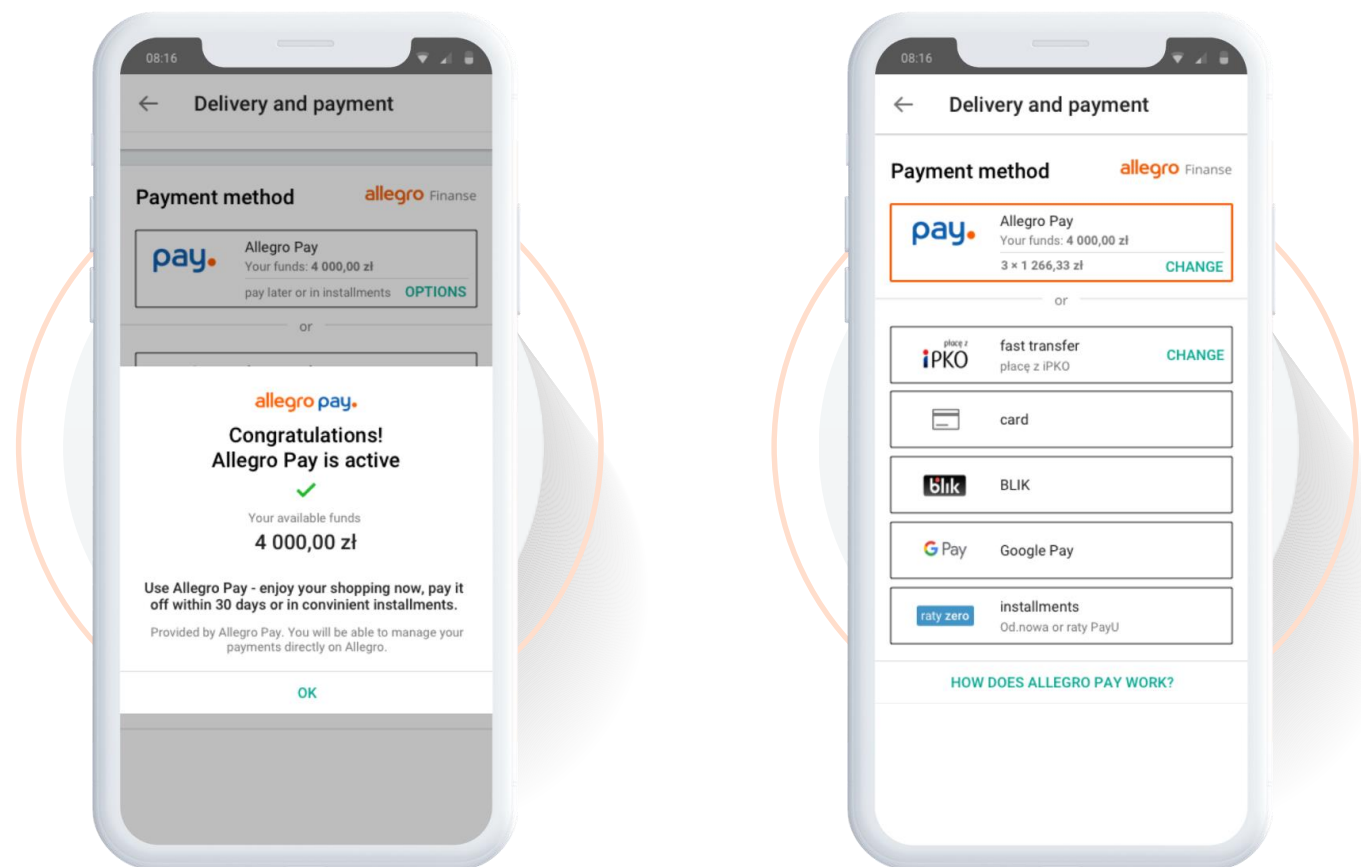 08:16
Delivery and payment
Payment method
allegro Finanse
pay.
Allegro Pay
Your funds: 4 000,00 zł
pay later or in installments OPTIONS
or
allegro pay.
Congratulations!
Allegro Pay is active
Your available funds
4 000,00 zł
Use Allegro Pay - enjoy your shopping now, pay it
off within 30 days or in convinient installments.
Provided by Allegro Pay. You will be able to manage your
payments directly on Allegro.
OK
08:16
Delivery and payment
Payment method
allegro Finanse
pay.
Allegro Pay
Your funds: 4 000,00 zł
3 × 1 266,33 zł CHANGE
or
płacę z
iPKO
fast transfer
płacę z iPKO
CHANGE
card
blik
BLIK
G Pay
Google Pay
raty zero
installments
Od.nowa or raty PayU
HOW DOES ALLEGRO PAY WORK?